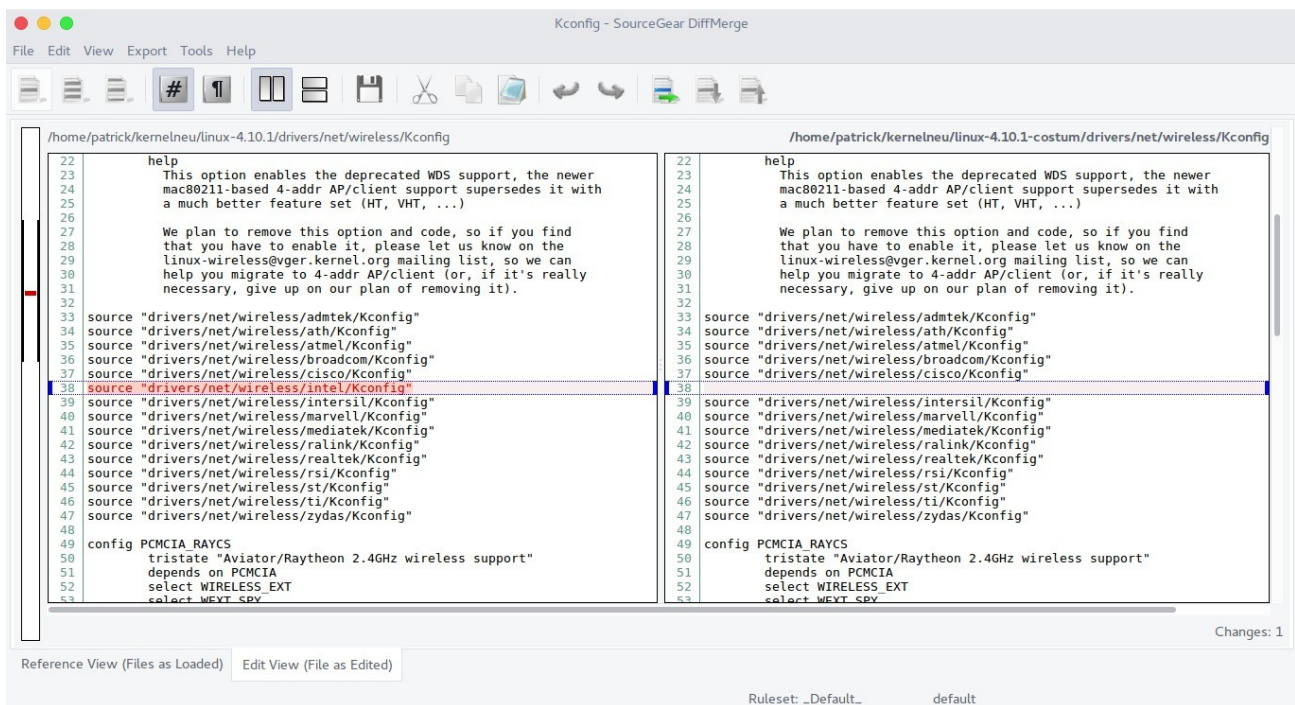 Kconfig - SourceGear DiffMerge
File Edit View Export Tools Help
# ¶
/home/patrick/kernelneu/linux-4.10.1/drivers/net/wireless/Kconfig
22 help
23 This option enables the deprecated WDS support, the newer
24 mac80211-based 4-addr AP/client support supersedes it with
25 a much better feature set (HT, VHT, ...)
26
27 We plan to remove this option and code, so if you find
28 that you have to enable it, please let us know on the
29 linux-wireless@vger.kernel.org mailing list, so we can
30 help you migrate to 4-addr AP/client (or, if it's really
31 necessary, give up on our plan of removing it).
32
33 source "drivers/net/wireless/admtek/Kconfig"
34 source "drivers/net/wireless/ath/Kconfig"
35 source "drivers/net/wireless/atmel/Kconfig"
36 source "drivers/net/wireless/broadcom/Kconfig"
37 source "drivers/net/wireless/cisco/Kconfig"
38 source "drivers/net/wireless/intel/Kconfig"
39 source "drivers/net/wireless/intersil/Kconfig"
40 source "drivers/net/wireless/marvell/Kconfig"
41 source "drivers/net/wireless/mediatek/Kconfig"
42 source "drivers/net/wireless/ralink/Kconfig"
43 source "drivers/net/wireless/realtek/Kconfig"
44 source "drivers/net/wireless/rsi/Kconfig"
45 source "drivers/net/wireless/st/Kconfig"
46 source "drivers/net/wireless/ti/Kconfig"
47 source "drivers/net/wireless/zydas/Kconfig"
48
49 config PCMCIA_RAYCS
50 tristate "Aviator/Raytheon 2.4GHz wireless support"
51 depends on PCMCIA
52 select WIRELESS_EXT
53 select WEXT_SPY
/home/patrick/kernelneu/linux-4.10.1-costum/drivers/net/wireless/Kconfig
22 help
23 This option enables the deprecated WDS support, the newer
24 mac80211-based 4-addr AP/client support supersedes it with
25 a much better feature set (HT, VHT, ...)
26
27 We plan to remove this option and code, so if you find
28 that you have to enable it, please let us know on the
29 linux-wireless@vger.kernel.org mailing list, so we can
30 help you migrate to 4-addr AP/client (or, if it's really
31 necessary, give up on our plan of removing it).
32
33 source "drivers/net/wireless/admtek/Kconfig"
34 source "drivers/net/wireless/ath/Kconfig"
35 source "drivers/net/wireless/atmel/Kconfig"
36 source "drivers/net/wireless/broadcom/Kconfig"
37 source "drivers/net/wireless/cisco/Kconfig"
38
39 source "drivers/net/wireless/intersil/Kconfig"
40 source "drivers/net/wireless/marvell/Kconfig"
41 source "drivers/net/wireless/mediatek/Kconfig"
42 source "drivers/net/wireless/ralink/Kconfig"
43 source "drivers/net/wireless/realtek/Kconfig"
44 source "drivers/net/wireless/rsi/Kconfig"
45 source "drivers/net/wireless/st/Kconfig"
46 source "drivers/net/wireless/ti/Kconfig"
47 source "drivers/net/wireless/zydas/Kconfig"
48
49 config PCMCIA_RAYCS
50 tristate "Aviator/Raytheon 2.4GHz wireless support"
51 depends on PCMCIA
52 select WIRELESS_EXT
53 select WEXT_SPY
Changes: 1
Reference View (Files as Loaded) Edit View (File as Edited)
Ruleset: _Default_ default